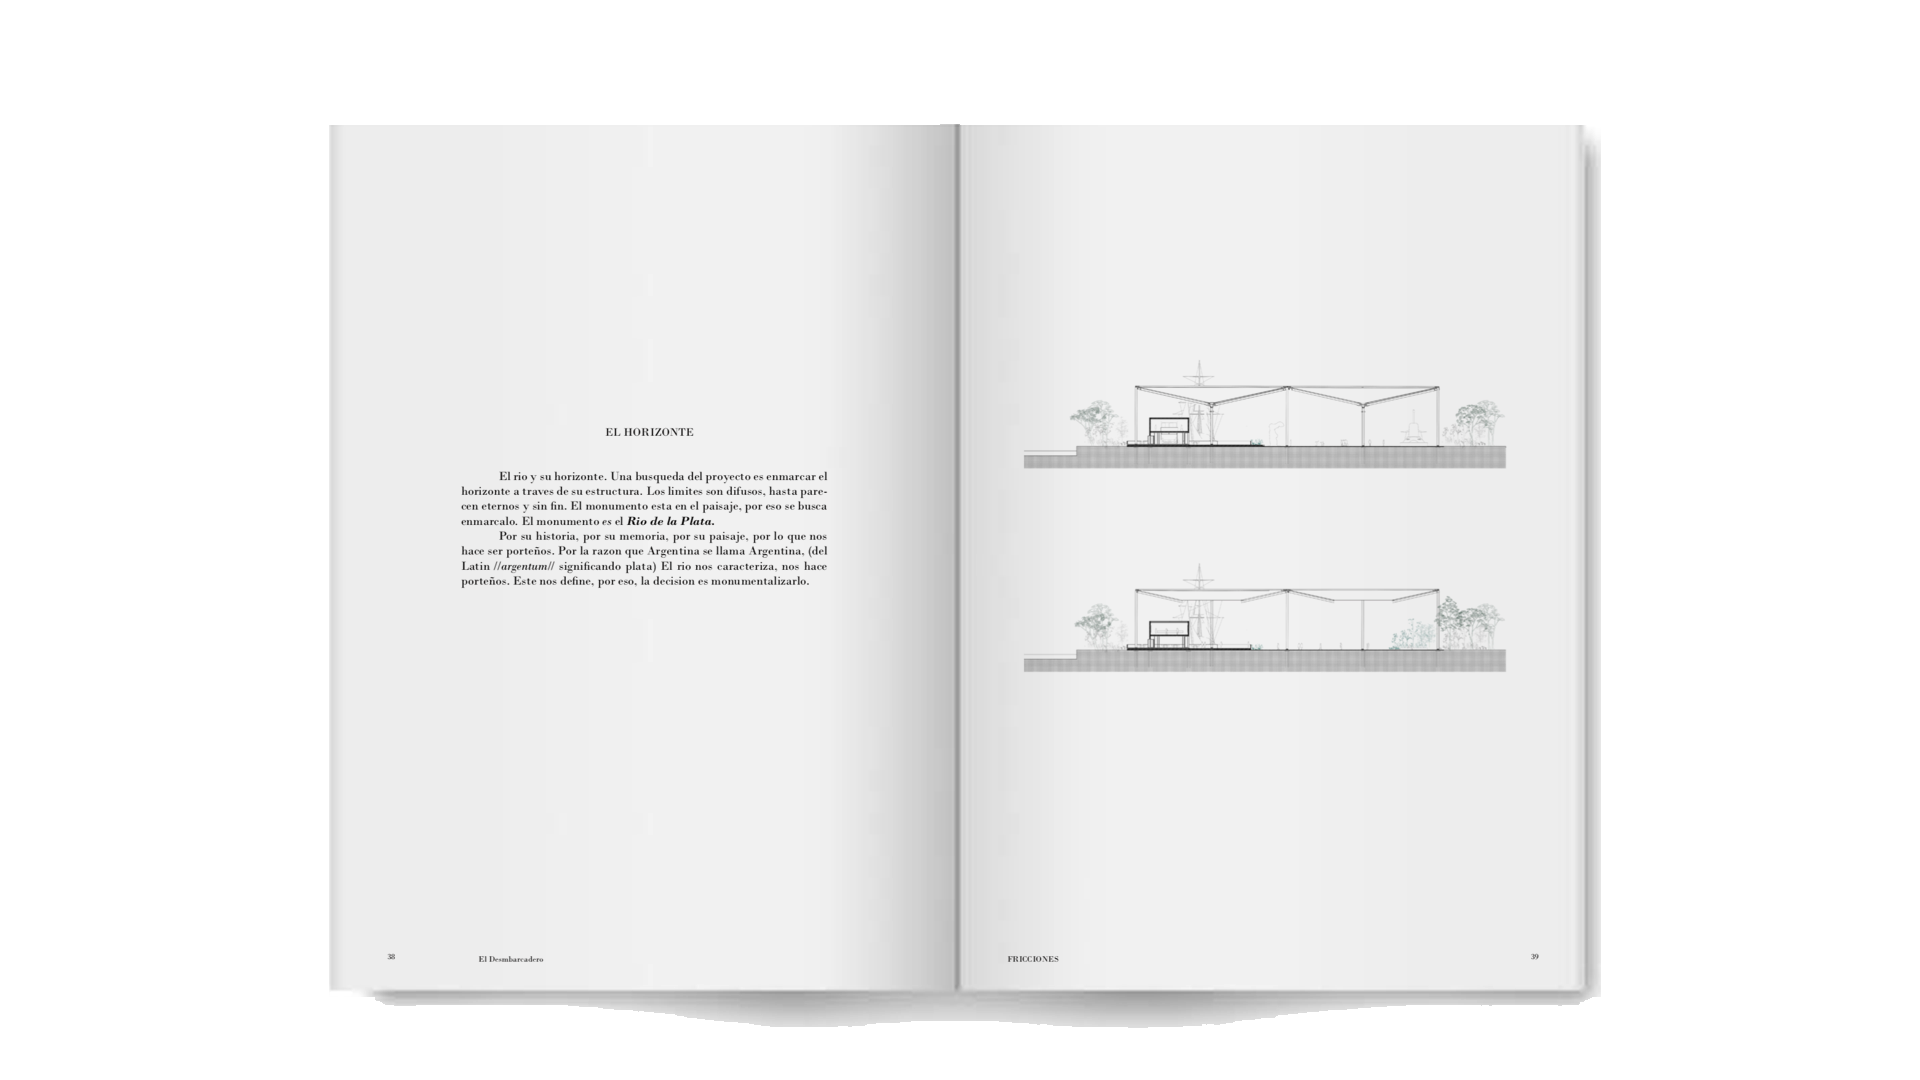 EL HORIZONTE
El rio y su horizonte. Una busqueda del proyecto es enmarcar el
horizonte a traves de su estructura. Los limites son difusos, hasta pare-
cen eternos y sin fin. El monumento esta en el paisaje, por eso se busca
enmarcalo. El monumento es el Rio de la Plata.
Por su historia, por su memoria, por su paisaje, por lo que nos
hace ser porteños. Por la razon que Argentina se llama Argentina, (del
Latin //argentum// significando plata) El rio nos caracteriza, nos hace
porteños. Este nos define, por eso, la decision es monumentalizarlo.
38
El Desmbarcadero
FRICCIONES
39